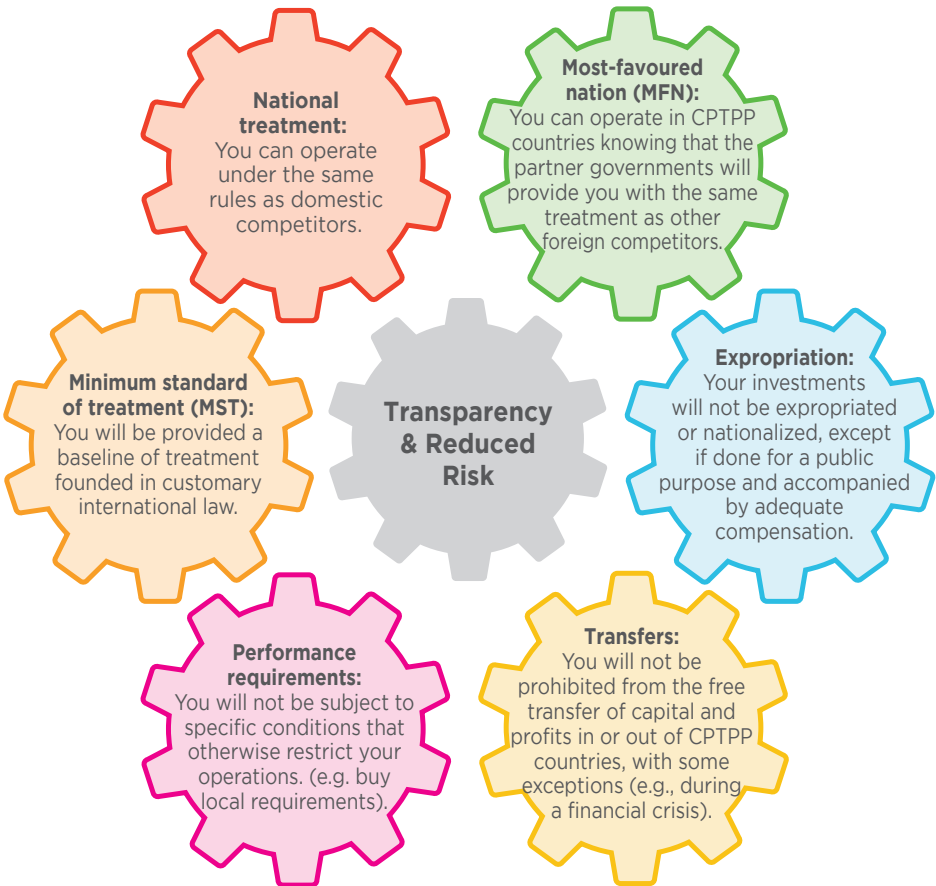 National
treatment:
You can operate
under the same
rules as domestic
competitors.
Most-favoured
nation (MFN):
You can operate in CPTPP
countries knowing that the
partner governments will
provide you with the same
treatment as other
foreign competitors.
Minimum standard
of treatment (MST):
You will be provided a
baseline of treatment
founded in customary
international law.
Transparency
& Reduced
Risk
Expropriation:
Your investments
will not be expropriated
or nationalized, except
if done for a public
purpose and accompanied
by adequate
compensation.
Performance
requirements:
You will not be subject to
specific conditions that
otherwise restrict your
operations. (e.g. buy
local requirements).
Transfers:
You will not be
prohibited from the free
transfer of capital and
profits in or out of CPTPP
countries, with some
exceptions (e.g., during
a financial crisis).